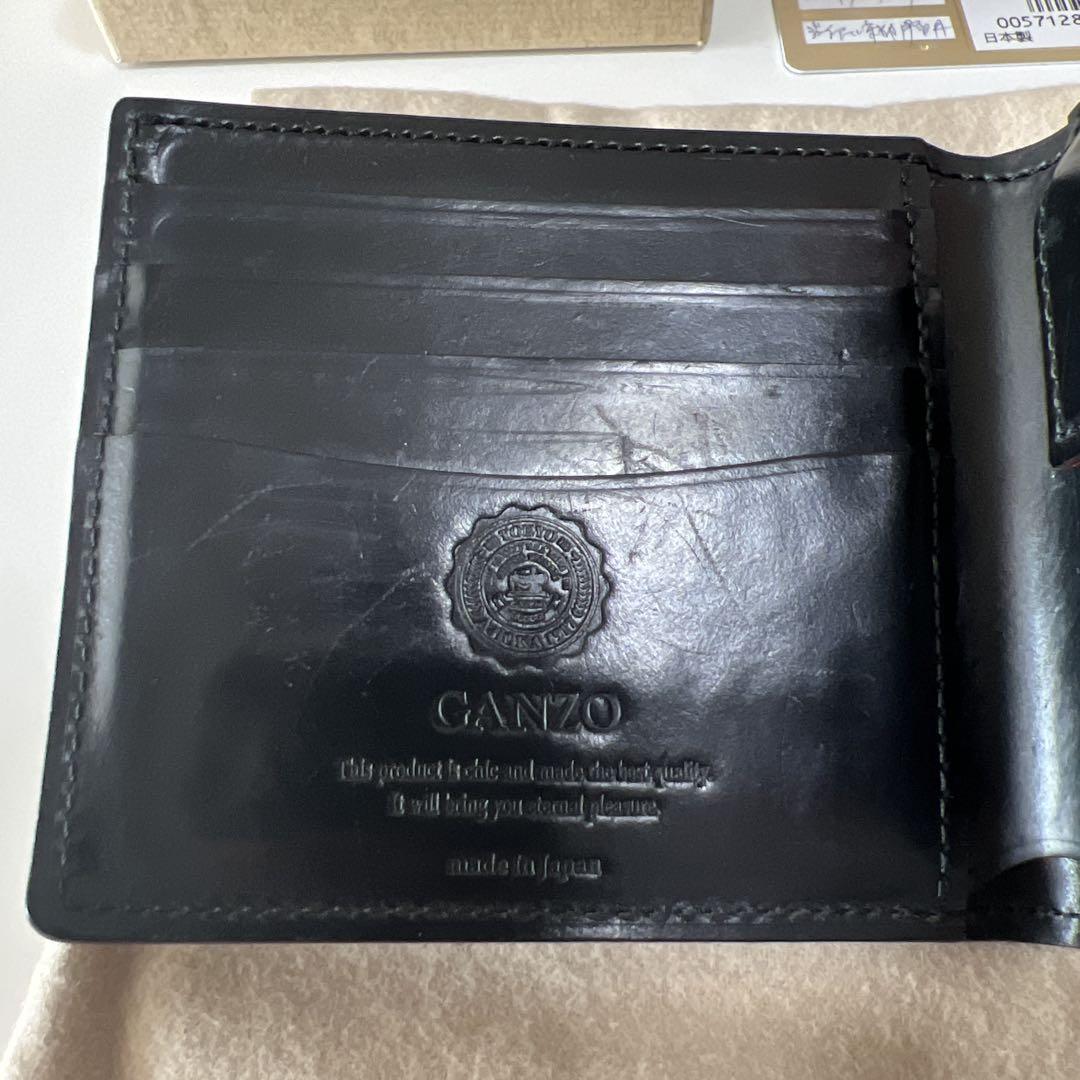 0057128
日本製
GANZO
This product is chic and made the best quality.
It will bring you eternal pleasure.
made in Japan